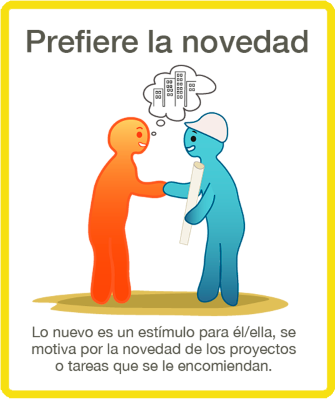 Prefiere la novedad
Lo nuevo es un estímulo para él/ella, se
motiva por la novedad de los proyectos
o tareas que se le encomiendan.